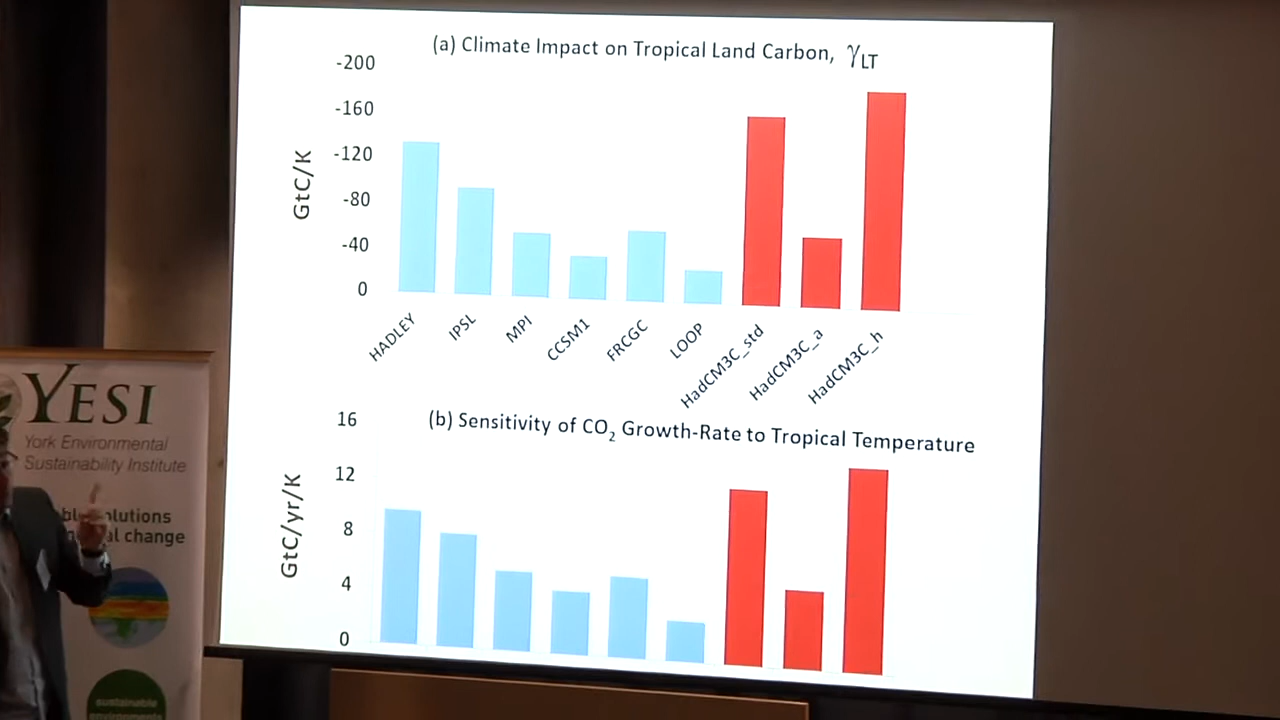 (a) Climate Impact on Tropical Land Carbon, γLT
-200
-160
-120
-80
-40
0
GtC/K
HADLEY
IPSL
MPI
CCSM1
FRCGC
LOOP
HadCM3C_std
HadCM3C_a
HadCM3C_h
(b) Sensitivity of CO2 Growth-Rate to Tropical Temperature
16
12
8
4
0
GtC/yr/K
YESI
York Environmental
Sustainability Institute
change
sustainable
environments